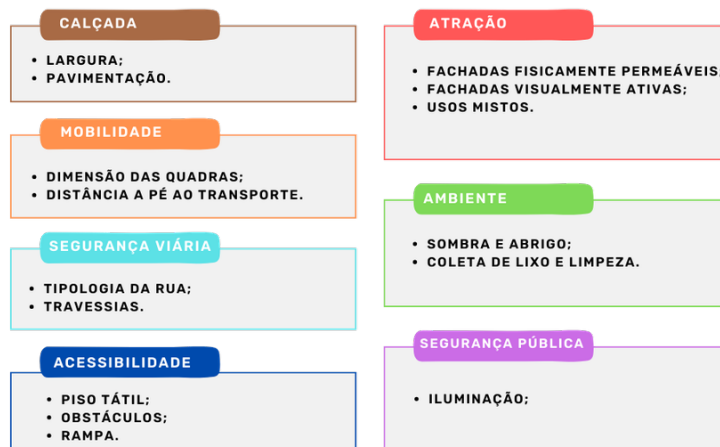 CALÇADA
• LARGURA;
• PAVIMENTAÇÃO.
MOBILIDADE
• DIMENSÃO DAS QUADRAS;
• DISTÂNCIA A PÉ AO TRANSPORTE.
SEGURANÇA VIÁRIA
• TIPOLOGIA DA RUA;
• TRAVESSIAS.
ACESSIBILIDADE
• PISO TÁTIL;
• OBSTÁCULOS;
• RAMPA.
ATRAÇÃO
• FACHADAS FISICAMENTE PERMEÁVEIS;
• FACHADAS VISUALMENTE ATIVAS;
• USOS MISTOS.
AMBIENTE
• SOMBRA E ABRIGO;
• COLETA DE LIXO E LIMPEZA.
SEGURANÇA PÚBLICA
• ILUMINAÇÃO;